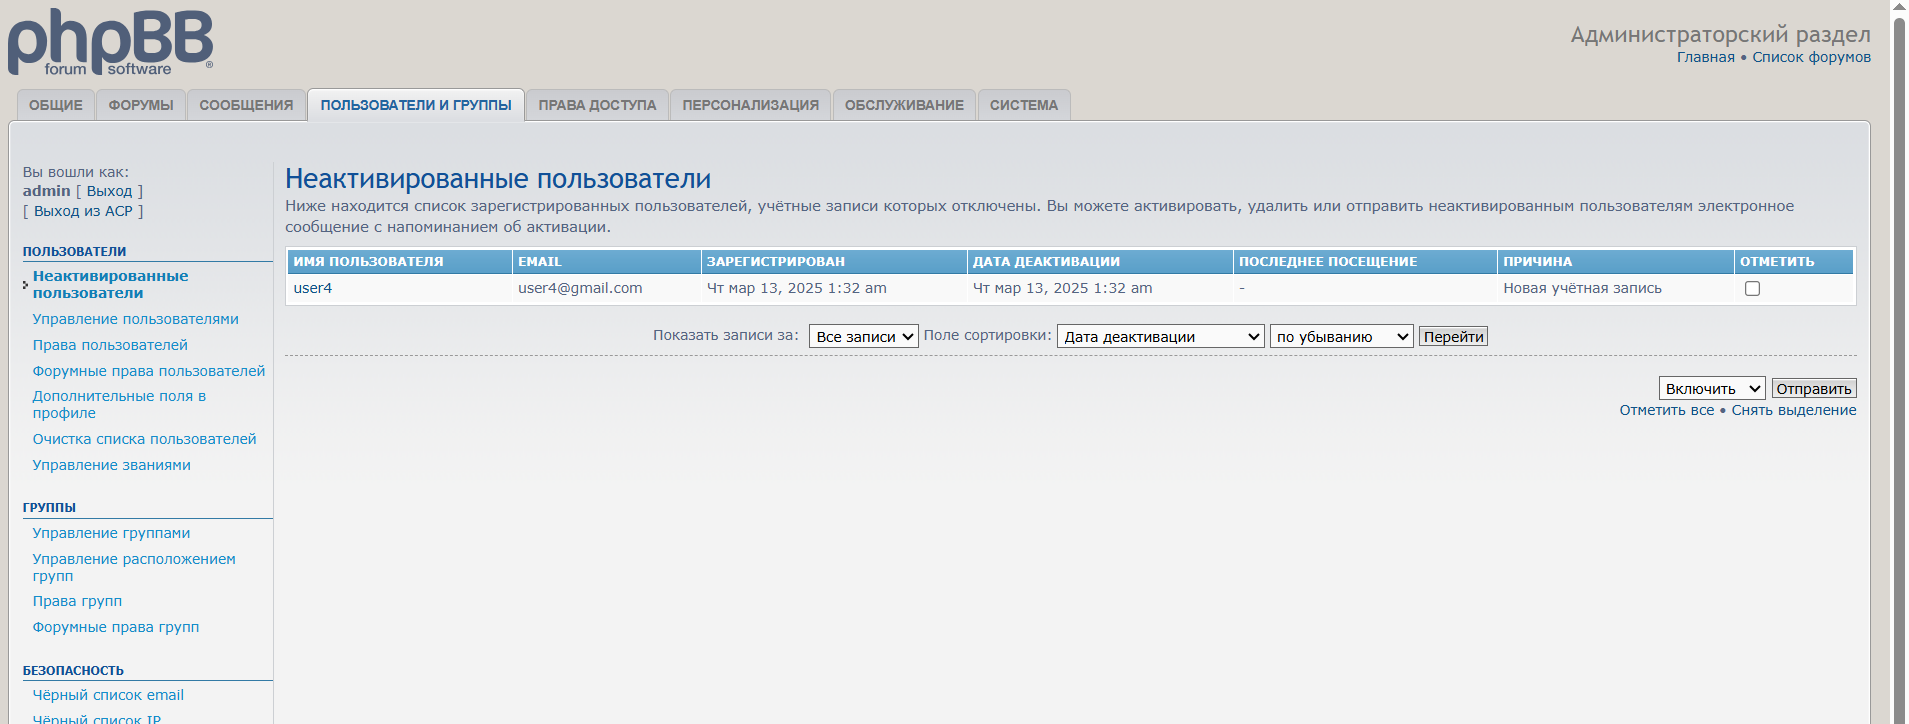 phpBB
forum software ®
Администраторский раздел
Главная • Список форумов
ОБЩИЕ ФОРУМЫ СООБЩЕНИЯ ПОЛЬЗОВАТЕЛИ И ГРУППЫ ПРАВА ДОСТУПА ПЕРСОНАЛИЗАЦИЯ ОБСЛУЖИВАНИЕ СИСТЕМА
Вы вошли как:
admin [ Выход ]
[ Выход из ACP ]
ПОЛЬЗОВАТЕЛИ
Неактивированные
пользователи
Управление пользователями
Права пользователей
Форумные права пользователей
Дополнительные поля в
профиле
Очистка списка пользователей
Управление званиями
ГРУППЫ
Управление группами
Управление расположением
групп
Права групп
Форумные права групп
БЕЗОПАСНОСТЬ
Чёрный список email
Чёрный список IP
Неактивированные пользователи
Ниже находится список зарегистрированных пользователей, учётные записи которых отключены. Вы можете активировать, удалить или отправить неактивированным пользователям электронное
сообщение с напоминанием об активации.
ИМЯ ПОЛЬЗОВАТЕЛЯ EMAIL ЗАРЕГИСТРИРОВАН ДАТА ДЕАКТИВАЦИИ ПОСЛЕДНЕЕ ПОСЕЩЕНИЕ ПРИЧИНА ОТМЕТИТЬ
user4 user4@gmail.com Чт мар 13, 2025 1:32 am Чт мар 13, 2025 1:32 am - Новая учётная запись
Показать записи за: Все записи Поле сортировки: Дата деактивации по убыванию Перейти
Включить Отправить
Отметить все • Снять выделение